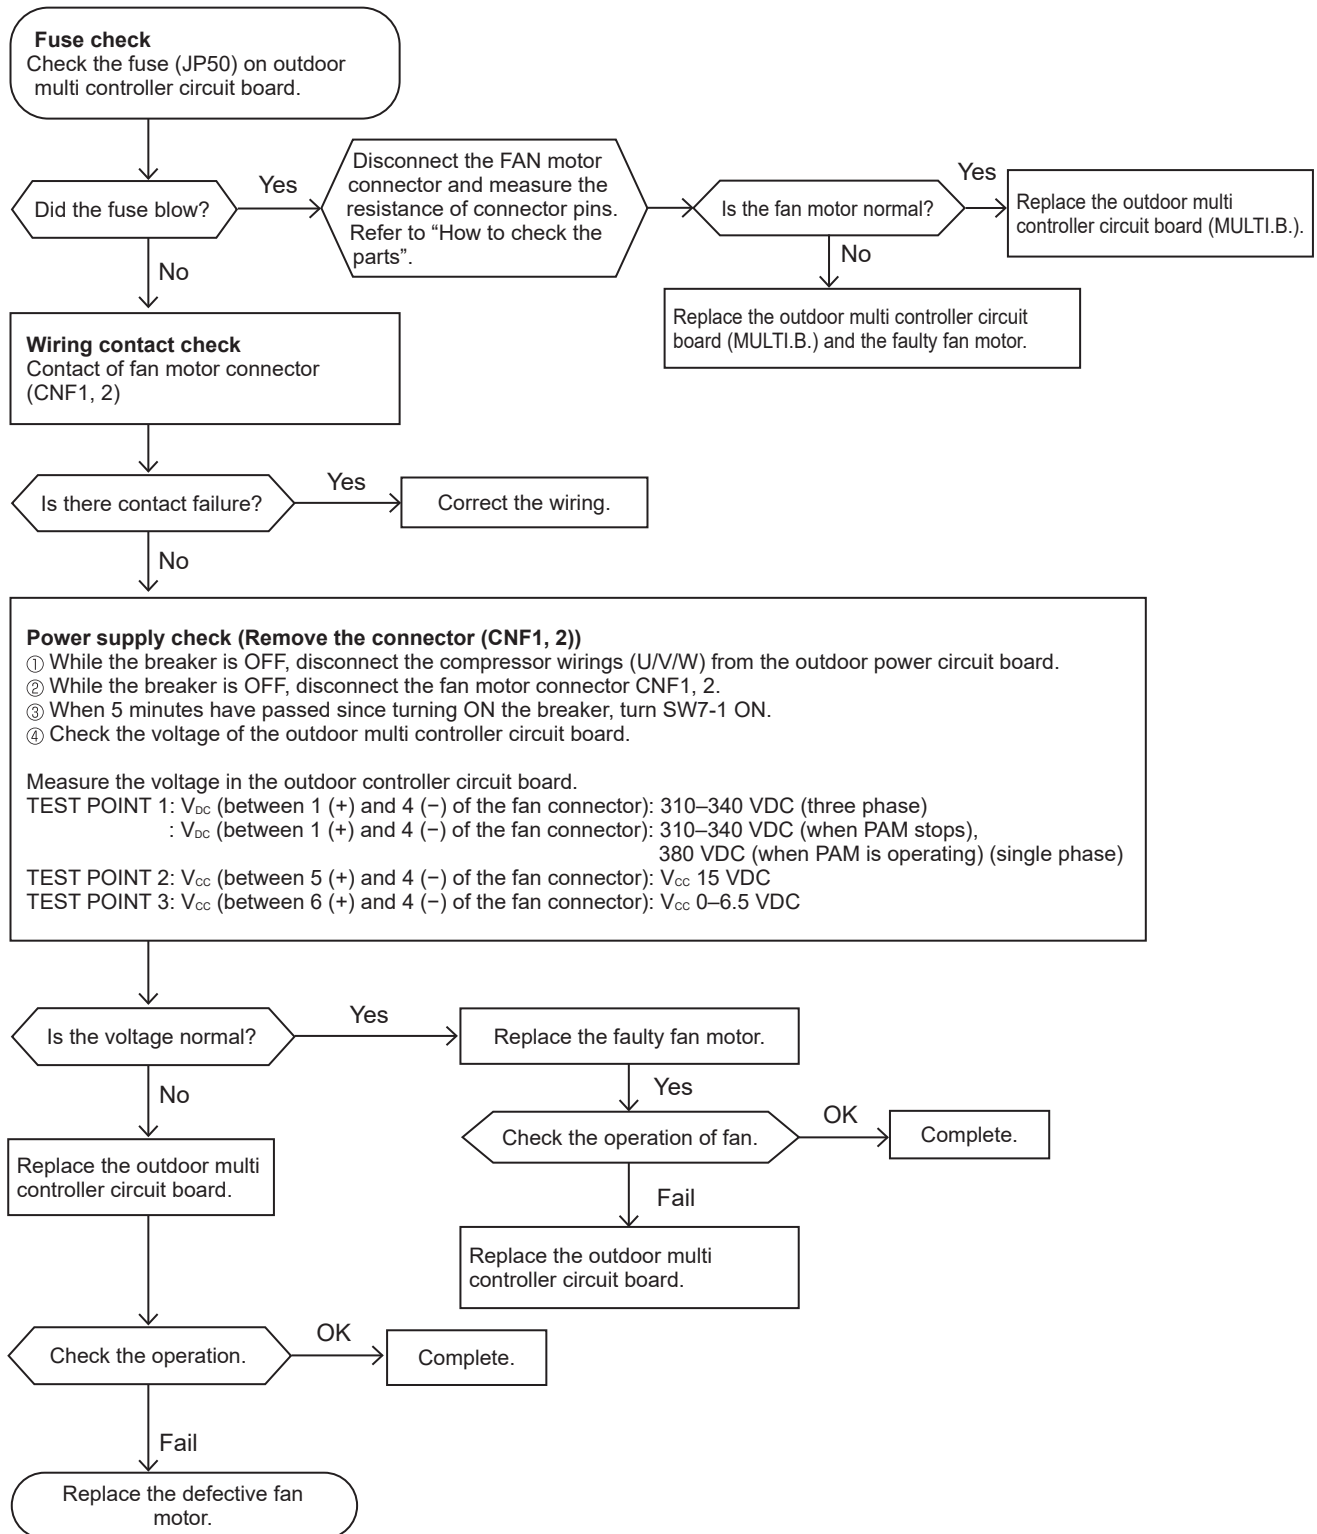 Fuse check
Check the fuse (JP50) on outdoor
multi controller circuit board.
Did the fuse blow?
Yes
Disconnect the FAN motor
connector and measure the
resistance of connector pins.
Refer to “How to check the
parts”.
Is the fan motor normal?
Yes
Replace the outdoor multi
controller circuit board (MULTI.B.).
No
Replace the outdoor multi controller circuit
board (MULTI.B.) and the faulty fan motor.
No
Wiring contact check
Contact of fan motor connector
(CNF1, 2)
Is there contact failure?
Yes
Correct the wiring.
No
Power supply check (Remove the connector (CNF1, 2))
① While the breaker is OFF, disconnect the compressor wirings (U/V/W) from the outdoor power circuit board.
② While the breaker is OFF, disconnect the fan motor connector CNF1, 2.
③ When 5 minutes have passed since turning ON the breaker, turn SW7-1 ON.
④ Check the voltage of the outdoor multi controller circuit board.
Measure the voltage in the outdoor controller circuit board.
TEST POINT 1: VDC (between 1 (+) and 4 (−) of the fan connector): 310–340 VDC (three phase)
: VDC (between 1 (+) and 4 (−) of the fan connector): 310–340 VDC (when PAM stops),
380 VDC (when PAM is operating) (single phase)
TEST POINT 2: VCC (between 5 (+) and 4 (−) of the fan connector): VCC 15 VDC
TEST POINT 3: VCC (between 6 (+) and 4 (−) of the fan connector): VCC 0–6.5 VDC
Is the voltage normal?
Yes
Replace the faulty fan motor.
Yes
Check the operation of fan.
OK
Complete.
Fail
Replace the outdoor multi
controller circuit board.
No
Replace the outdoor multi
controller circuit board.
Check the operation.
OK
Complete.
Fail
Replace the defective fan
motor.